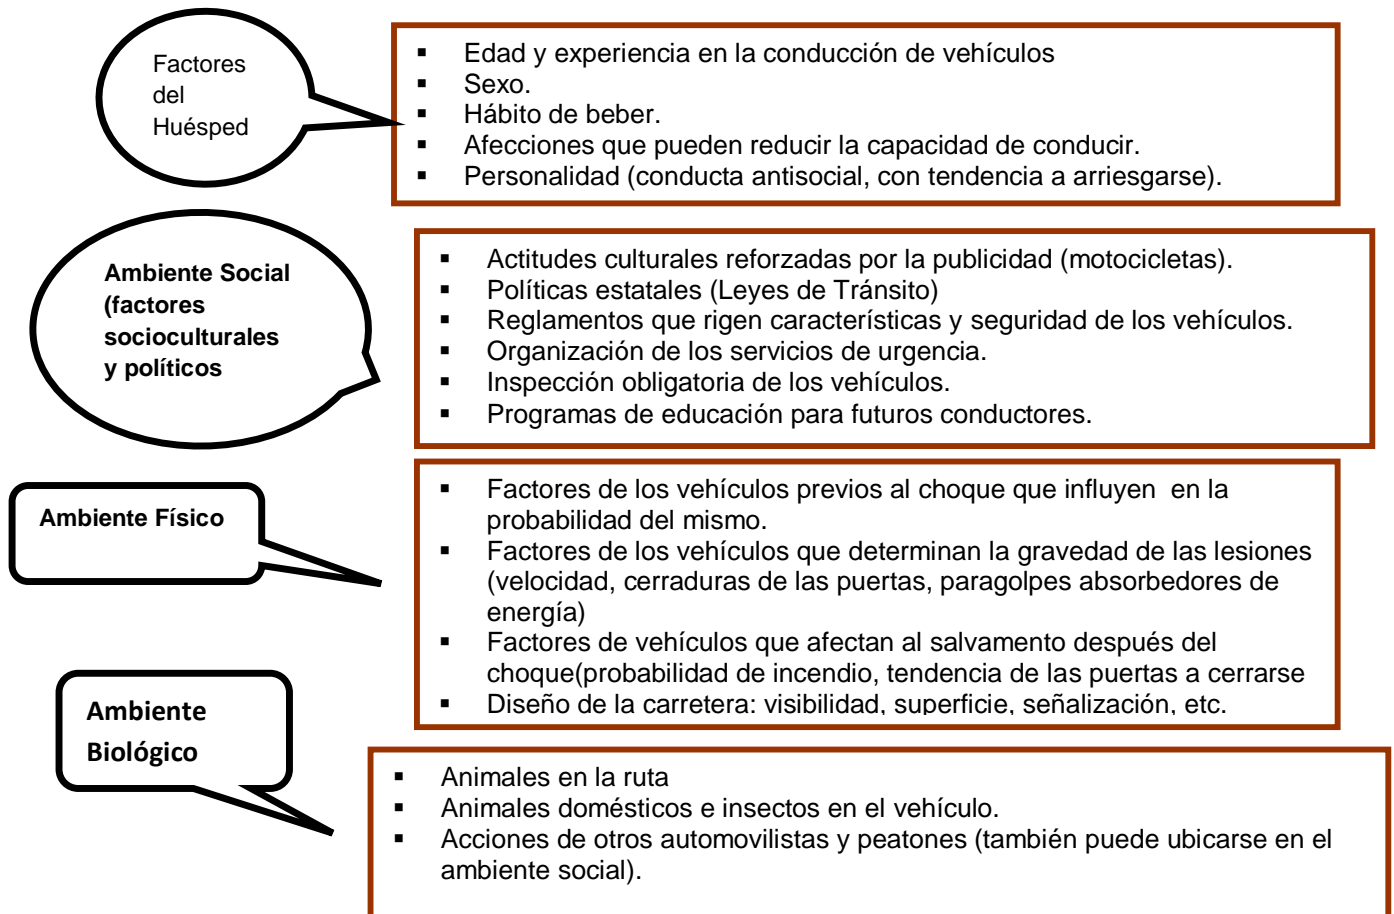 Factores
del
Huésped
▪ Edad y experiencia en la conducción de vehículos
▪ Sexo.
▪ Hábito de beber.
▪ Afecciones que pueden reducir la capacidad de conducir.
▪ Personalidad (conducta antisocial, con tendencia a arriesgarse).
Ambiente Social
(factores
socioculturales
y políticos
▪ Actitudes culturales reforzadas por la publicidad (motocicletas).
▪ Políticas estatales (Leyes de Tránsito)
▪ Reglamentos que rigen características y seguridad de los vehículos.
▪ Organización de los servicios de urgencia.
▪ Inspección obligatoria de los vehículos.
▪ Programas de educación para futuros conductores.
Ambiente Físico
▪ Factores de los vehículos previos al choque que influyen en la
probabilidad del mismo.
▪ Factores de los vehículos que determinan la gravedad de las lesiones
(velocidad, cerraduras de las puertas, paragolpes absorbedores de
energía)
▪ Factores de vehículos que afectan al salvamento después del
choque(probabilidad de incendio, tendencia de las puertas a cerrarse
▪ Diseño de la carretera: visibilidad, superficie, señalización, etc.
Ambiente
Biológico
▪ Animales en la ruta
▪ Animales domésticos e insectos en el vehículo.
▪ Acciones de otros automovilistas y peatones (también puede ubicarse en el
ambiente social).